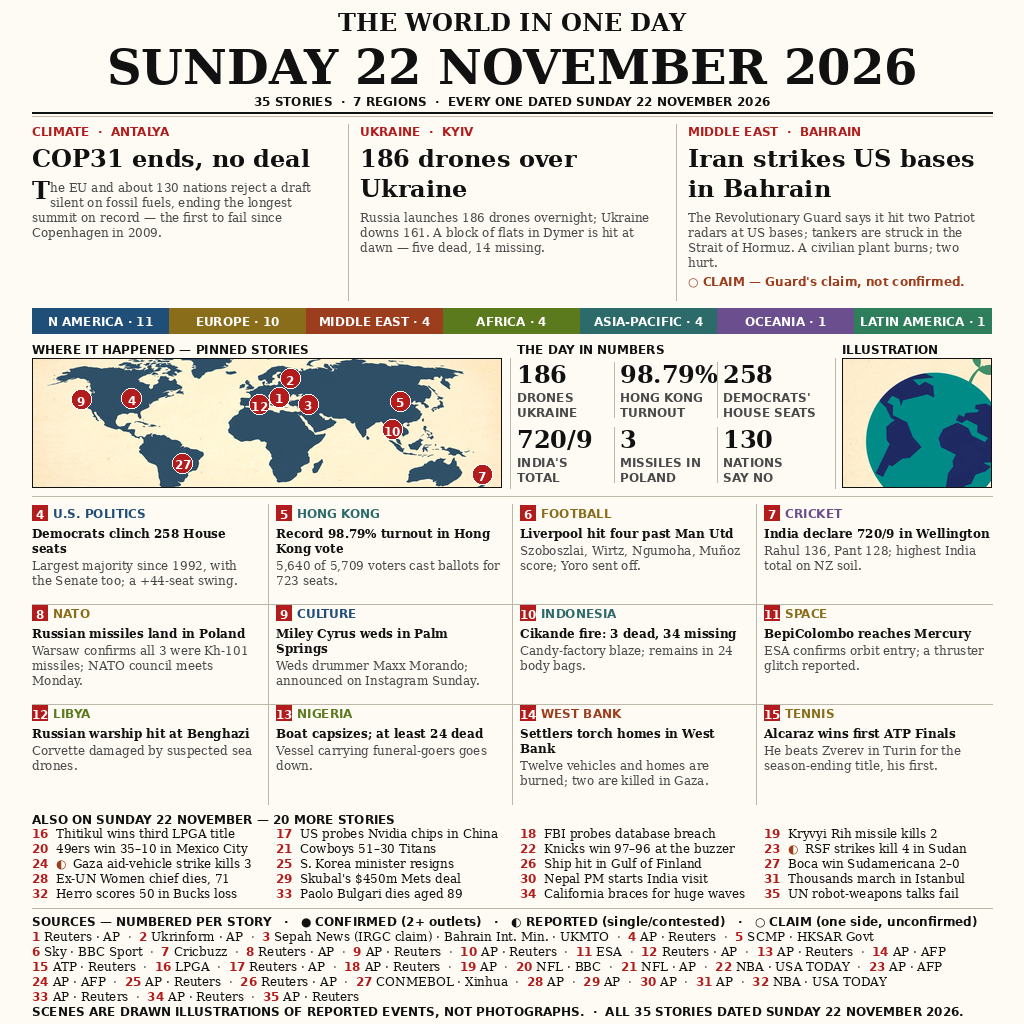 THE WORLD IN ONE DAY
SUNDAY 22 NOVEMBER 2026
35 STORIES · 7 REGIONS · EVERY ONE DATED SUNDAY 22 NOVEMBER 2026
CLIMATE · ANTALYA
COP31 ends, no deal
The EU and about 130 nations reject a draft
silent on fossil fuels, ending the longest
summit on record — the first to fail since
Copenhagen in 2009.
UKRAINE · KYIV
186 drones over
Ukraine
Russia launches 186 drones overnight; Ukraine
downs 161. A block of flats in Dymer is hit at
dawn — five dead, 14 missing.
MIDDLE EAST · BAHRAIN
Iran strikes US bases
in Bahrain
The Revolutionary Guard says it hit two Patriot
radars at US bases; tankers are struck in the
Strait of Hormuz. A civilian plant burns; two
hurt.
○ CLAIM — Guard's claim, not confirmed.
N AMERICA · 11
EUROPE · 10
MIDDLE EAST · 4
AFRICA · 4
ASIA-PACIFIC · 4
OCEANIA · 1
LATIN AMERICA · 1
WHERE IT HAPPENED — PINNED STORIES
9
4
2
1
12
3
5
10
27
7
THE DAY IN NUMBERS
186
DRONES
UKRAINE
98.79%
HONG KONG
TURNOUT
258
DEMOCRATS'
HOUSE SEATS
720/9
INDIA'S
TOTAL
3
MISSILES IN
POLAND
130
NATIONS
SAY NO
ILLUSTRATION
4 U.S. POLITICS
Democrats clinch 258 House
seats
Largest majority since 1992, with
the Senate too; a +44-seat swing.
5 HONG KONG
Record 98.79% turnout in Hong
Kong vote
5,640 of 5,709 voters cast ballots for
723 seats.
6 FOOTBALL
Liverpool hit four past Man Utd
Szoboszlai, Wirtz, Ngumoha, Muñoz
score; Yoro sent off.
7 CRICKET
India declare 720/9 in Wellington
Rahul 136, Pant 128; highest India
total on NZ soil.
8 NATO
Russian missiles land in Poland
Warsaw confirms all 3 were Kh-101
missiles; NATO council meets
Monday.
9 CULTURE
Miley Cyrus weds in Palm
Springs
Weds drummer Maxx Morando;
announced on Instagram Sunday.
10 INDONESIA
Cikande fire: 3 dead, 34 missing
Candy-factory blaze; remains in 24
body bags.
11 SPACE
BepiColombo reaches Mercury
ESA confirms orbit entry; a thruster
glitch reported.
12 LIBYA
Russian warship hit at Benghazi
Corvette damaged by suspected sea
drones.
13 NIGERIA
Boat capsizes; at least 24 dead
Vessel carrying funeral-goers goes
down.
14 WEST BANK
Settlers torch homes in West
Bank
Twelve vehicles and homes are
burned; two are killed in Gaza.
15 TENNIS
Alcaraz wins first ATP Finals
He beats Zverev in Turin for the
season-ending title, his first.
ALSO ON SUNDAY 22 NOVEMBER — 20 MORE STORIES
16 Thitikul wins third LPGA title
17 US probes Nvidia chips in China
18 FBI probes database breach
19 Kryvyi Rih missile kills 2
20 49ers win 35–10 in Mexico City
21 Cowboys 51–30 Titans
22 Knicks win 97–96 at the buzzer
23 ◐ RSF strikes kill 4 in Sudan
24 ◐ Gaza aid-vehicle strike kills 3
25 S. Korea minister resigns
26 Ship hit in Gulf of Finland
27 Boca win Sudamericana 2–0
28 Ex-UN Women chief dies, 71
29 Skubal's $450m Mets deal
30 Nepal PM starts India visit
31 Thousands march in Istanbul
32 Herro scores 50 in Bucks loss
33 Paolo Bulgari dies aged 89
34 California braces for huge waves
35 UN robot-weapons talks fail
SOURCES — NUMBERED PER STORY · ● CONFIRMED (2+ outlets) · ◐ REPORTED (single/contested) · ○ CLAIM (one side, unconfirmed)
1 Reuters · AP · 2 Ukrinform · AP · 3 Sepah News (IRGC claim) · Bahrain Int. Min. · UKMTO · 4 AP · Reuters · 5 SCMP · HKSAR Govt
6 Sky · BBC Sport · 7 Cricbuzz · 8 Reuters · AP · 9 AP · Reuters · 10 AP · Reuters · 11 ESA · 12 Reuters · AP · 13 AP · Reuters · 14 AP · AFP
15 ATP · Reuters · 16 LPGA · 17 Reuters · AP · 18 AP · Reuters · 19 AP · 20 NFL · BBC · 21 NFL · AP · 22 NBA · USA TODAY · 23 AP · AFP
24 AP · AFP · 25 AP · Reuters · 26 Reuters · AP · 27 CONMEBOL · Xinhua · 28 AP · 29 AP · 30 AP · 31 AP · 32 NBA · USA TODAY
33 AP · Reuters · 34 AP · Reuters · 35 AP · Reuters
SCENES ARE DRAWN ILLUSTRATIONS OF REPORTED EVENTS, NOT PHOTOGRAPHS. · ALL 35 STORIES DATED SUNDAY 22 NOVEMBER 2026.